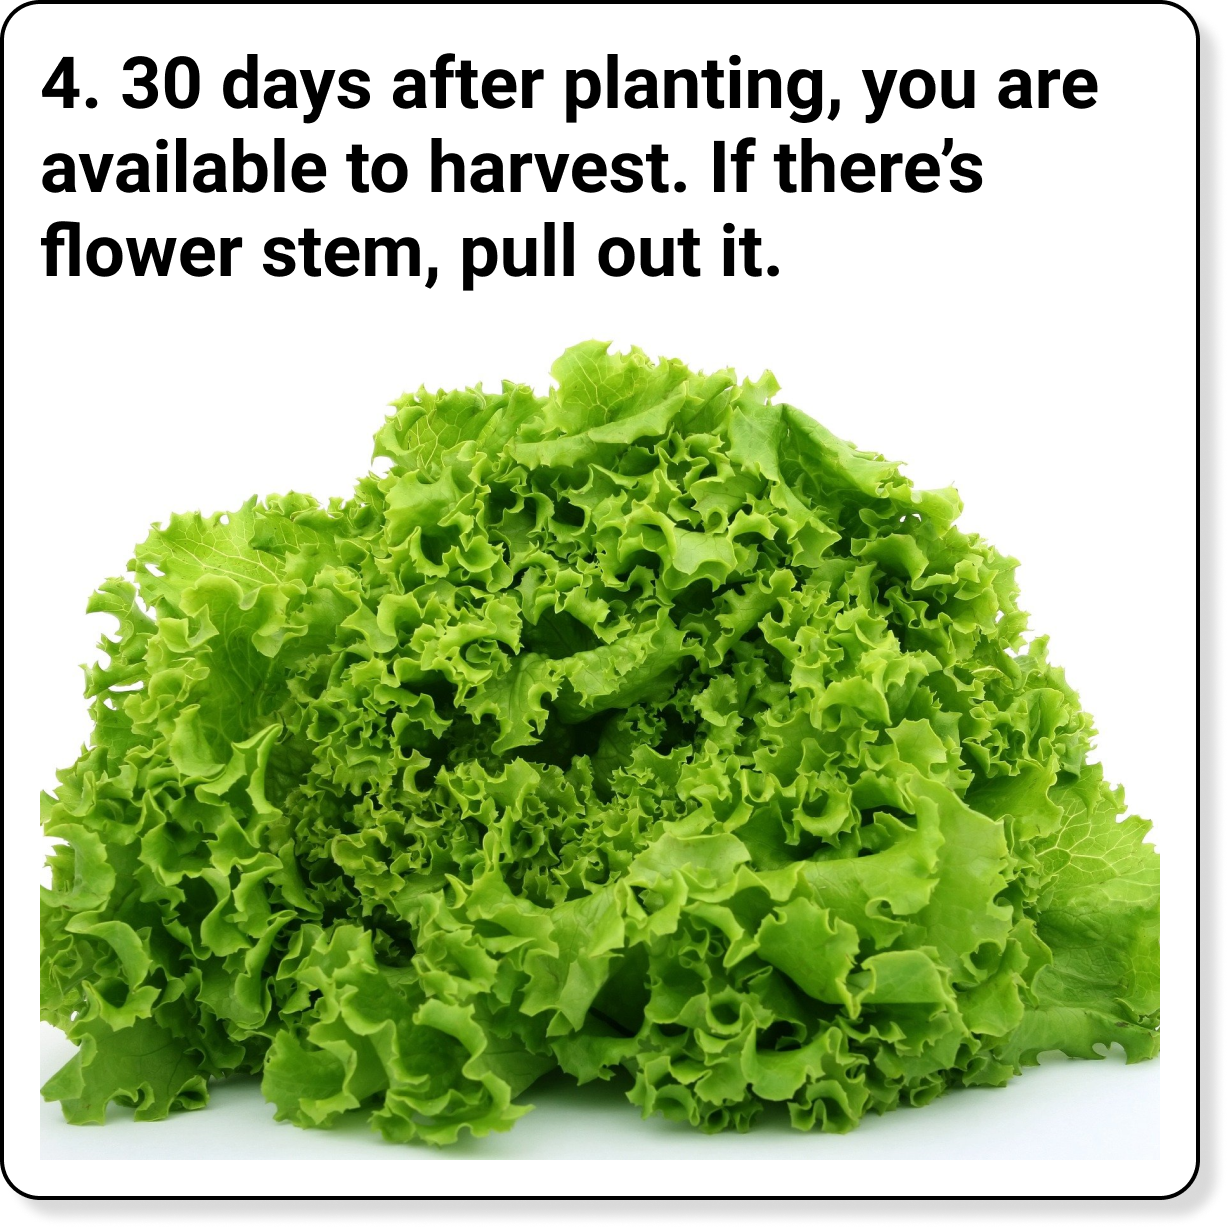 4. 30 days after planting, you are
available to harvest. If there’s
flower stem, pull out it.